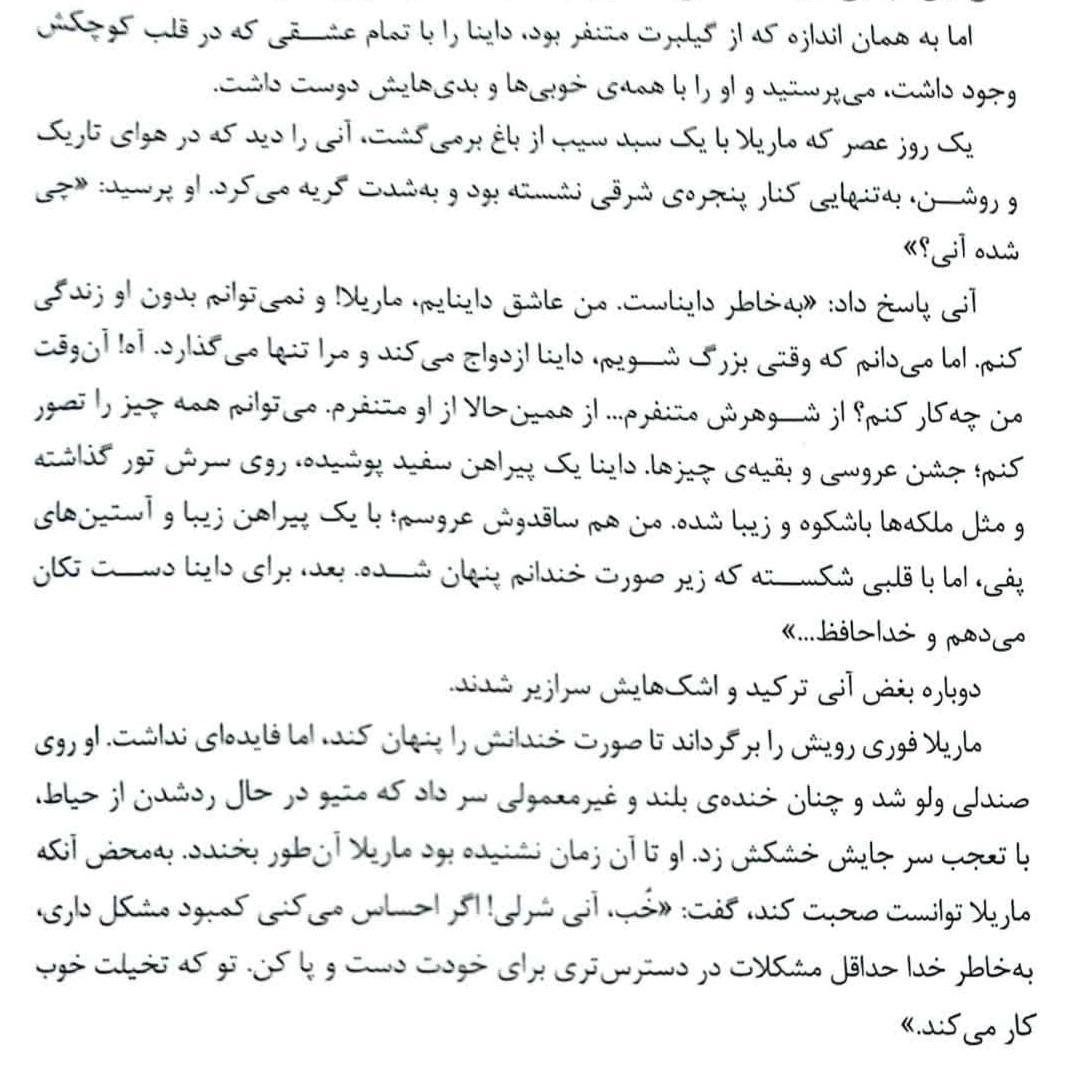 اما به همان اندازه که از گیلبرت متنفر بود، داینا را با تمام عشقی که در قلب کوچکش
وجود داشت، می‌پرستید و او را با همه‌ی خوبی‌ها و بدی‌هایش دوست داشت.
یک روز عصر که ماریلا با یک سبد سیب از باغ برمی‌گشت، آنی را دید که در هوای تاریک
و روشن، به‌تنهایی کنار پنجره‌ی شرقی نشسته بود و به‌شدت گریه می‌کرد. او پرسید: «چی
شده آنی؟»
آنی پاسخ داد: «به‌خاطر دایناست. من عاشق داینایم، ماریلا! و نمی‌توانم بدون او زندگی
کنم. اما می‌دانم که وقتی بزرگ شویم، داینا ازدواج می‌کند و مرا تنها می‌گذارد. آه! آن‌وقت
من چه‌کار کنم؟ از شوهرش متنفرم... از همین‌حالا از او متنفرم. می‌توانم همه چیز را تصور
کنم؛ جشن عروسی و بقیه‌ی چیزها. داینا یک پیراهن سفید پوشیده، روی سرش تور گذاشته
و مثل ملکه‌ها باشکوه و زیبا شده. من هم ساقدوش عروسم؛ با یک پیراهن زیبا و آستین‌های
پفی، اما با قلبی شکسته که زیر صورت خندانم پنهان شده. بعد، برای داینا دست تکان
می‌دهم و خداحافظ...»
دوباره بغض آنی ترکید و اشک‌هایش سرازیر شدند.
ماریلا فوری رویش را برگرداند تا صورت خندانش را پنهان کند، اما فایده‌ای نداشت. او روی
صندلی ولو شد و چنان خنده‌ی بلند و غیرمعمولی سر داد که متیو در حال ردشدن از حیاط،
با تعجب سر جایش خشکش زد. او تا آن زمان نشنیده بود ماریلا آن‌طور بخندد. به‌محض آنکه
ماریلا توانست صحبت کند، گفت: «خُب، آنی شرلی! اگر احساس می‌کنی کمبود مشکل داری،
به‌خاطر خدا حداقل مشکلات در دسترس‌تری برای خودت دست و پا کن. تو که تخیلت خوب
کار می‌کند.»